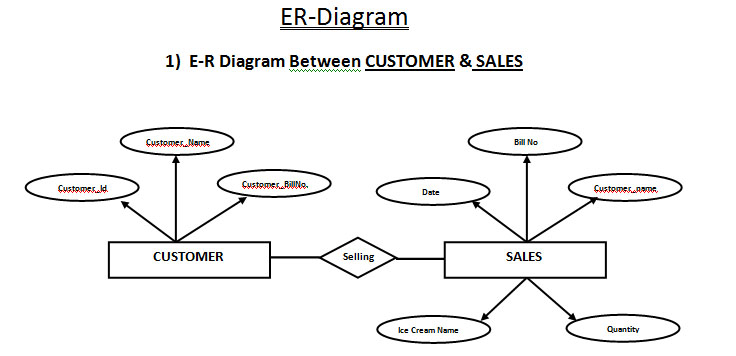 ER-Diagram
1) E-R Diagram Between CUSTOMER & SALES
Customer_Name
Bill No
Customer_Id
Customer_BillNo.
Date
Customer_name
CUSTOMER
Selling
SALES
Ice Cream Name
Quantity